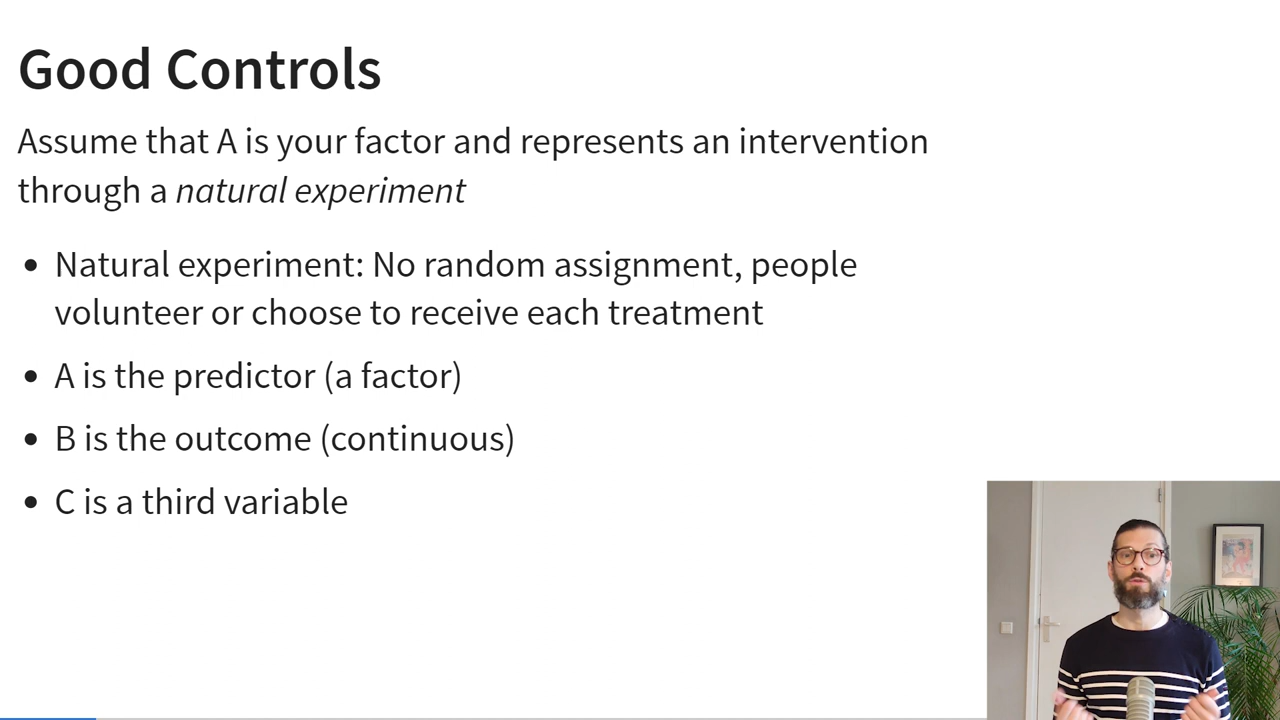 Good Controls
Assume that A is your factor and represents an intervention
through a natural experiment
• Natural experiment: No random assignment, people
volunteer or choose to receive each treatment
• A is the predictor (a factor)
• B is the outcome (continuous)
• C is a third variable